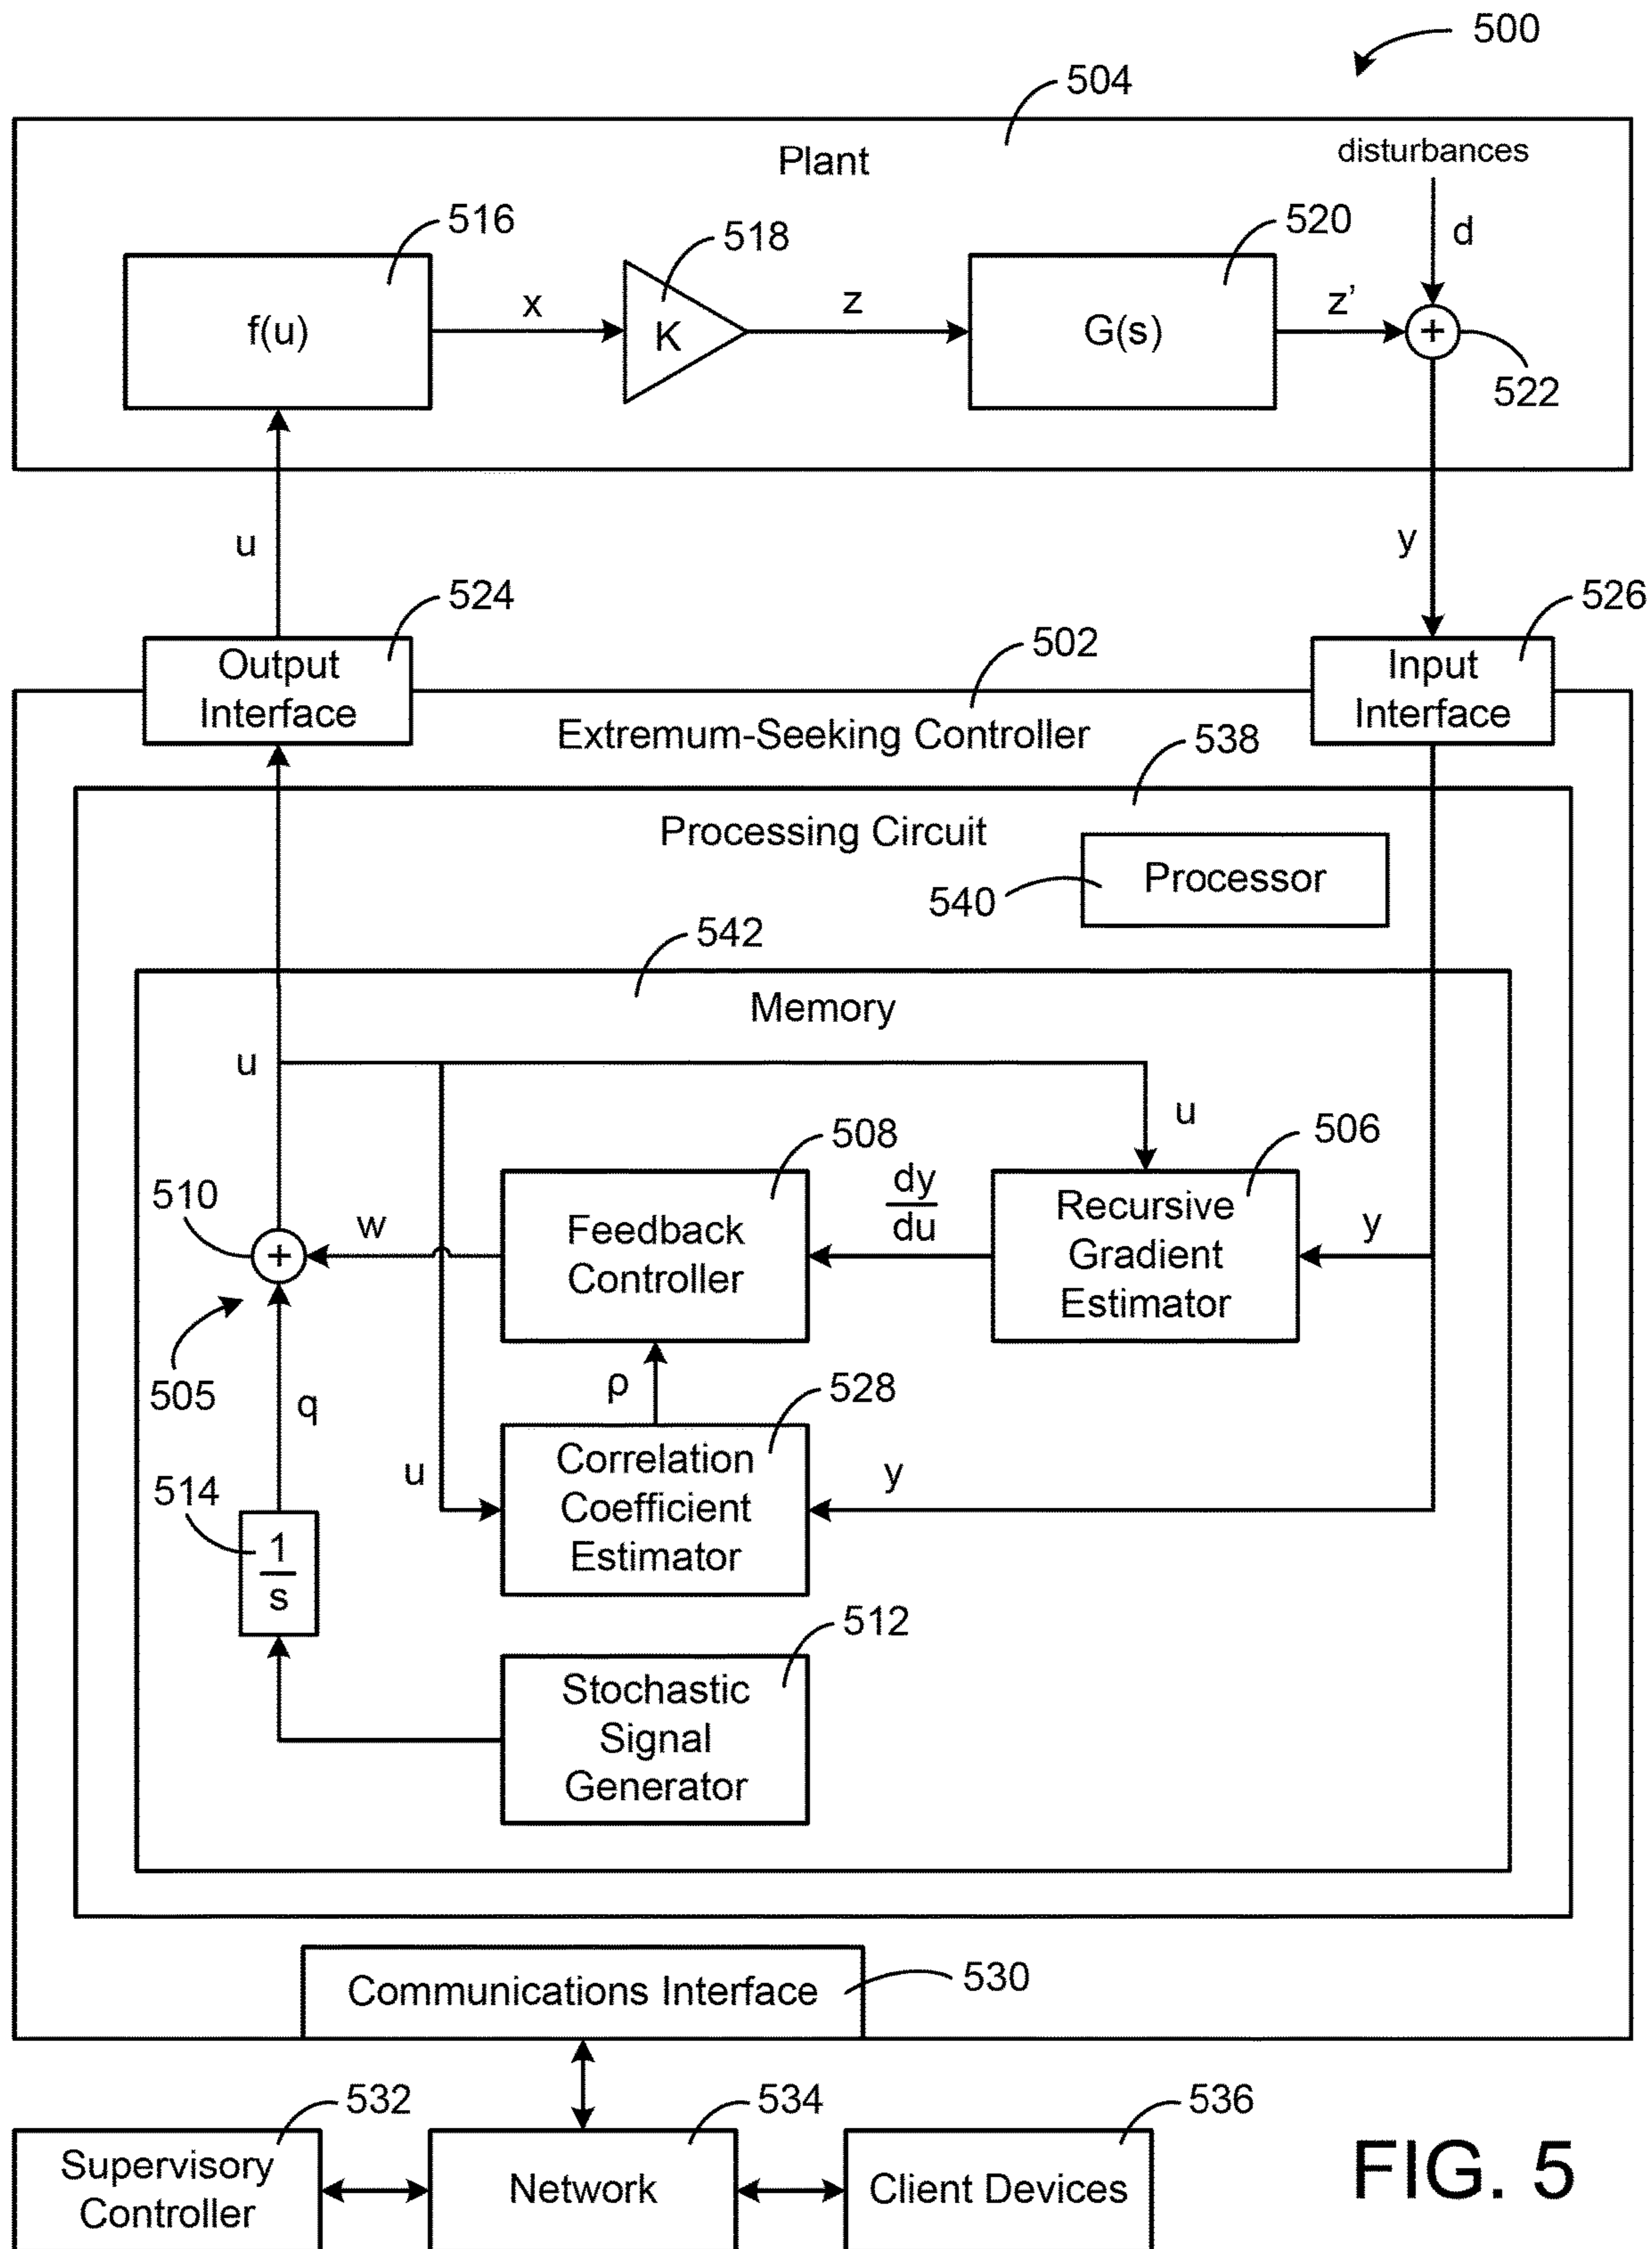 500
504
Plant
disturbances
516
518
520
d
f(u)
x
K
z
G(s)
z'
+
522
u
y
524
526
502
Output
Interface
Input
Interface
Extremum-Seeking Controller
538
Processing Circuit
Processor
540
542
Memory
u
u
508
506
510
+
w
Feedback
Controller
dy
du
Recursive
Gradient
Estimator
y
505
q
ρ
528
514
1
s
u
Correlation
Coefficient
Estimator
y
512
Stochastic
Signal
Generator
Communications Interface
530
532
534
536
Supervisory
Controller
Network
Client Devices
FIG. 5